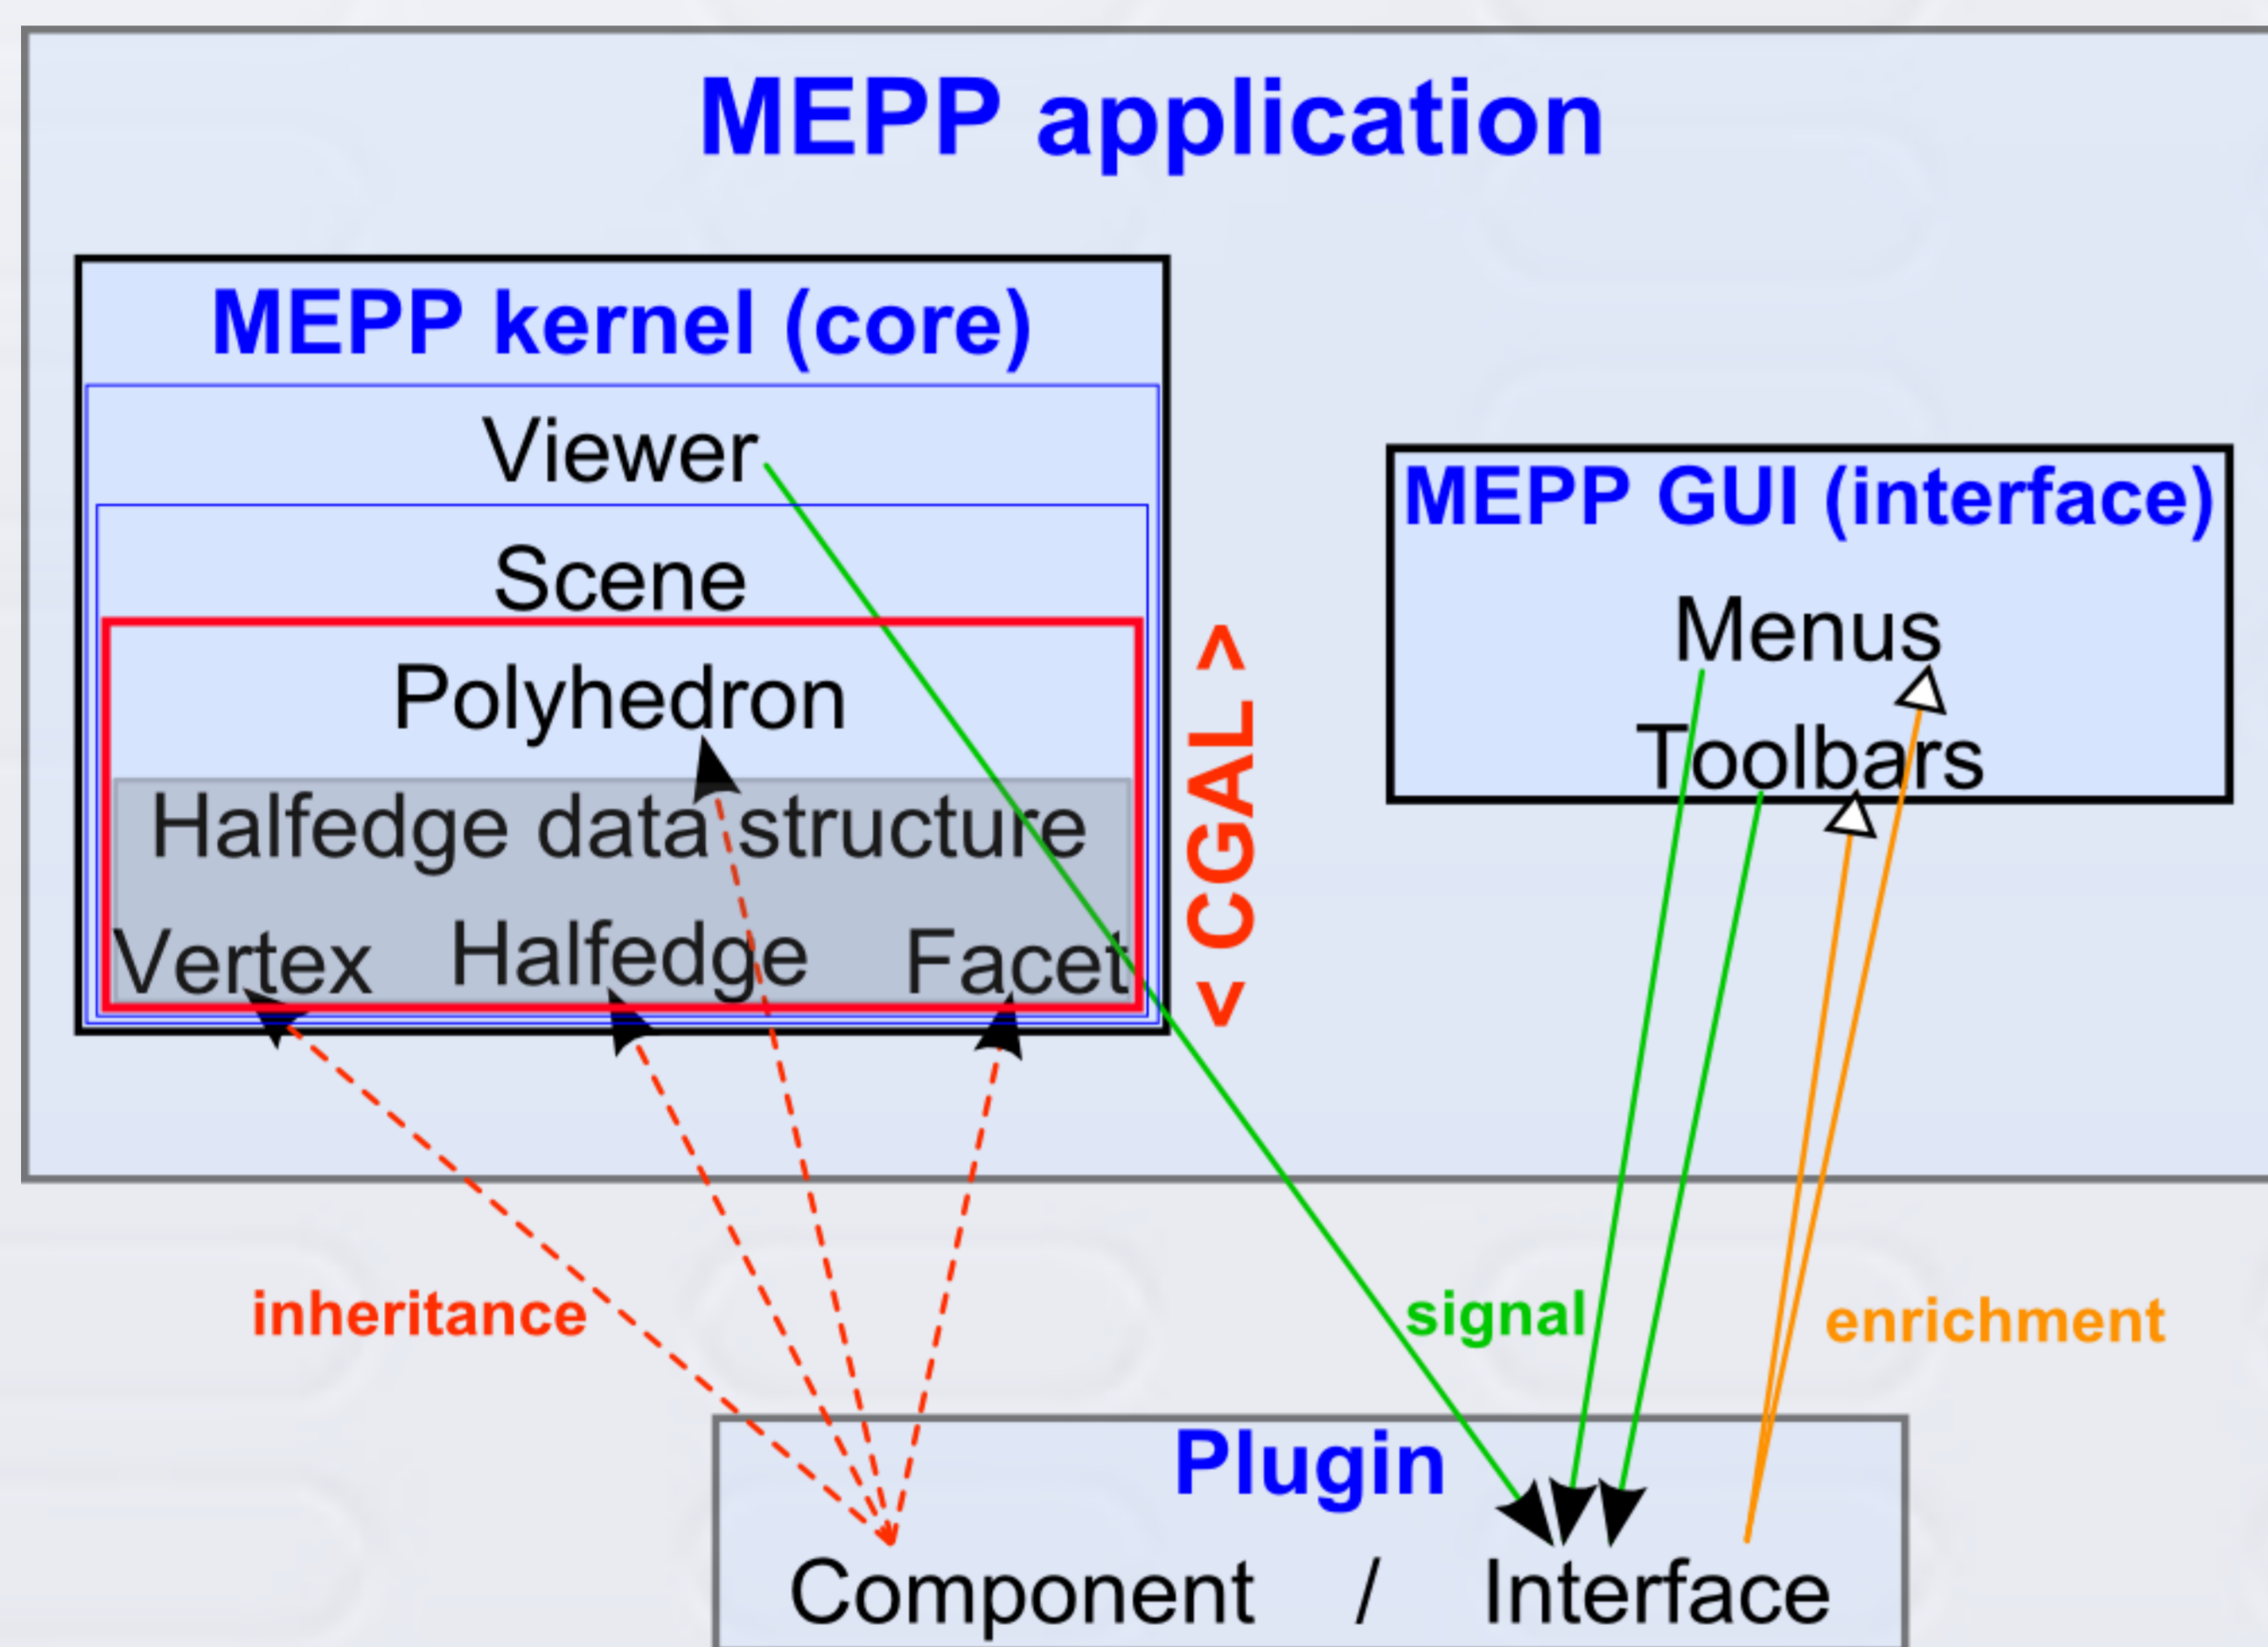 MEPP application
MEPP kernel (core)
Viewer
Scene
Polyhedron
Halfedge data structure
Vertex Halfedge Facet
< CGAL >
MEPP GUI (interface)
Menus
Toolbars
inheritance
signal
enrichment
Plugin
Component / Interface